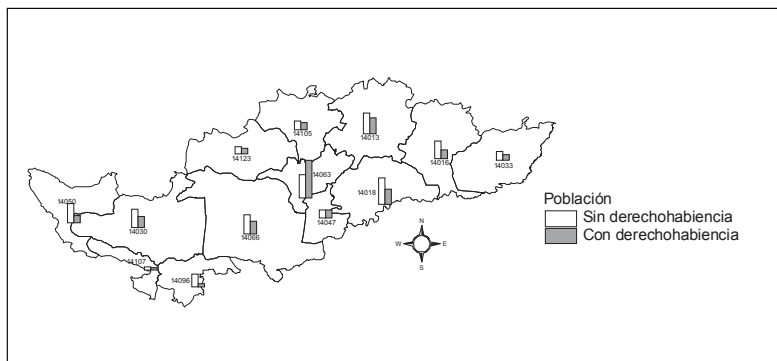 14105
14013
14123
14016
14033
14063
14018
14050
14030
14066
14047
14107
14096
Población
Sin derechohabiencia
Con derechohabiencia
N
W
E
S